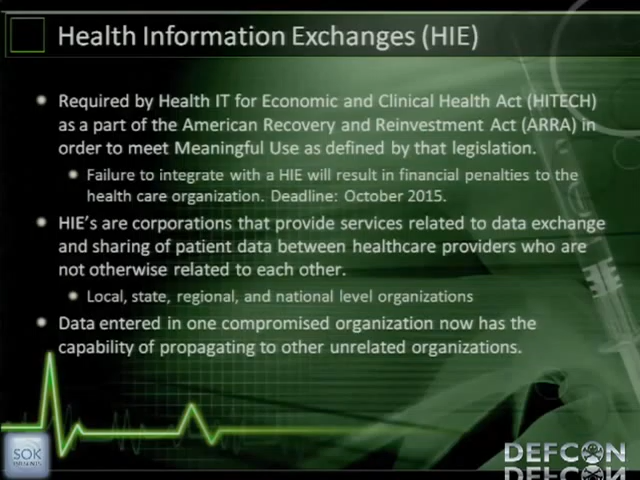 Health Information Exchanges (HIE)
Required by Health IT for Economic and Clinical Health Act (HITECH)
as a part of the American Recovery and Reinvestment Act (ARRA) in
order to meet Meaningful Use as defined by that legislation.
Failure to integrate with a HIE will result in financial penalties to the
health care organization. Deadline: October 2015.
HIE's are corporations that provide services related to data exchange
and sharing of patient data between healthcare providers who are
not otherwise related to each other.
Local, state, regional, and national level organizations
Data entered in one compromised organization now has the
capability of propagating to other unrelated organizations.
SOK
PRESENTS
DEFCON